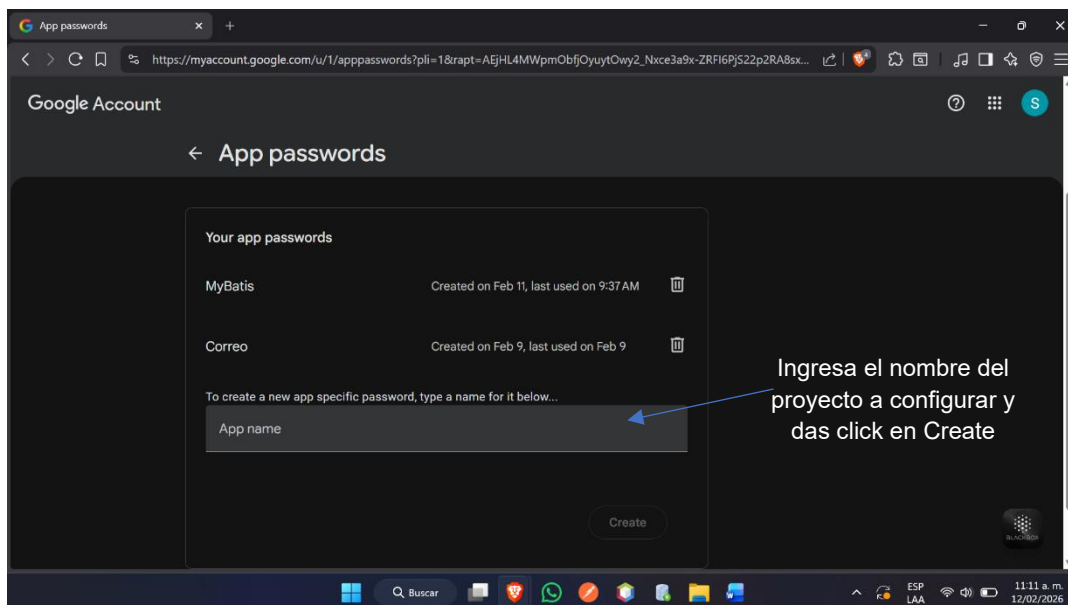 App passwords
https://myaccount.google.com/u/1/apppasswords?pli=1&rapt=AEjHL4MWpmObfjOyuytOwy2_Nxce3a9x-ZRFI6PjS22p2RA8sx...
Google Account
S
App passwords
Your app passwords
MyBatis Created on Feb 11, last used on 9:37 AM
Correo Created on Feb 9, last used on Feb 9
To create a new app specific password, type a name for it below...
App name
Create
Ingresa el nombre del
proyecto a configurar y
das click en Create
BLACKBOX
Buscar
ESP
LAA
11:11 a. m.
12/02/2026